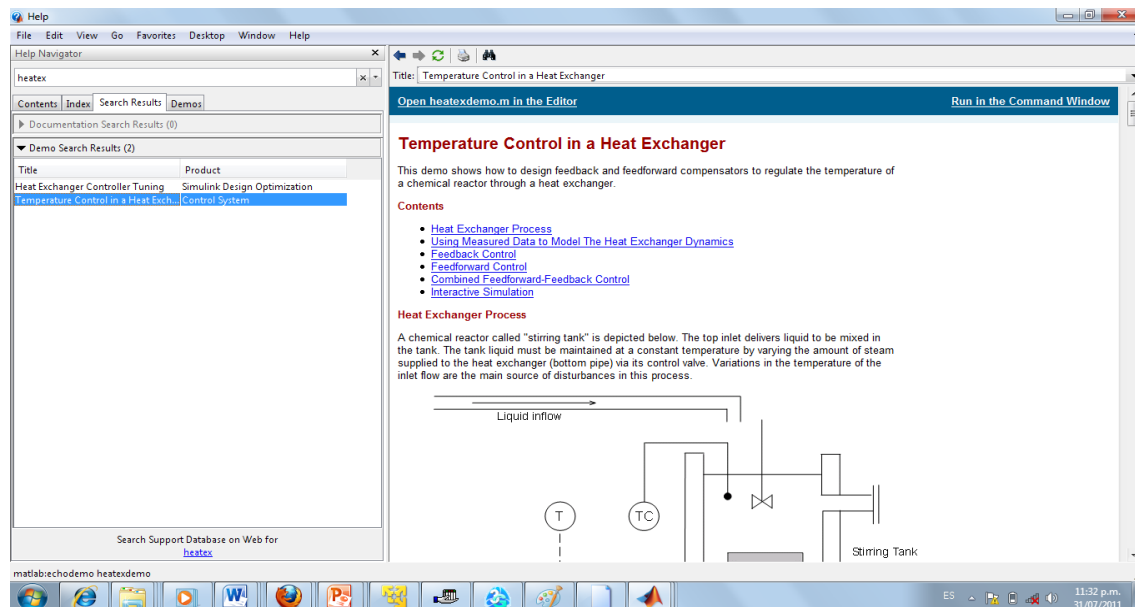 Help
File Edit View Go Favorites Desktop Window Help
Help Navigator
heatex
Contents Index Search Results Demos
Documentation Search Results (0)
Demo Search Results (2)
Title Product
Heat Exchanger Controller Tuning Simulink Design Optimization
Temperature Control in a Heat Exch... Control System
Search Support Database on Web for
heatex
Title: Temperature Control in a Heat Exchanger
Open heatexdemo.m in the Editor Run in the Command Window
Temperature Control in a Heat Exchanger
This demo shows how to design feedback and feedforward compensators to regulate the temperature of
a chemical reactor through a heat exchanger.
Contents
Heat Exchanger Process
Using Measured Data to Model The Heat Exchanger Dynamics
Feedback Control
Feedforward Control
Combined Feedforward-Feedback Control
Interactive Simulation
Heat Exchanger Process
A chemical reactor called "stirring tank" is depicted below. The top inlet delivers liquid to be mixed in
the tank. The tank liquid must be maintained at a constant temperature by varying the amount of steam
supplied to the heat exchanger (bottom pipe) via its control valve. Variations in the temperature of the
inlet flow are the main source of disturbances in this process.
Liquid inflow
T
TC
Stirring Tank
matlab:echodemo heatexdemo
ES
11:32 p.m.
31/07/2011